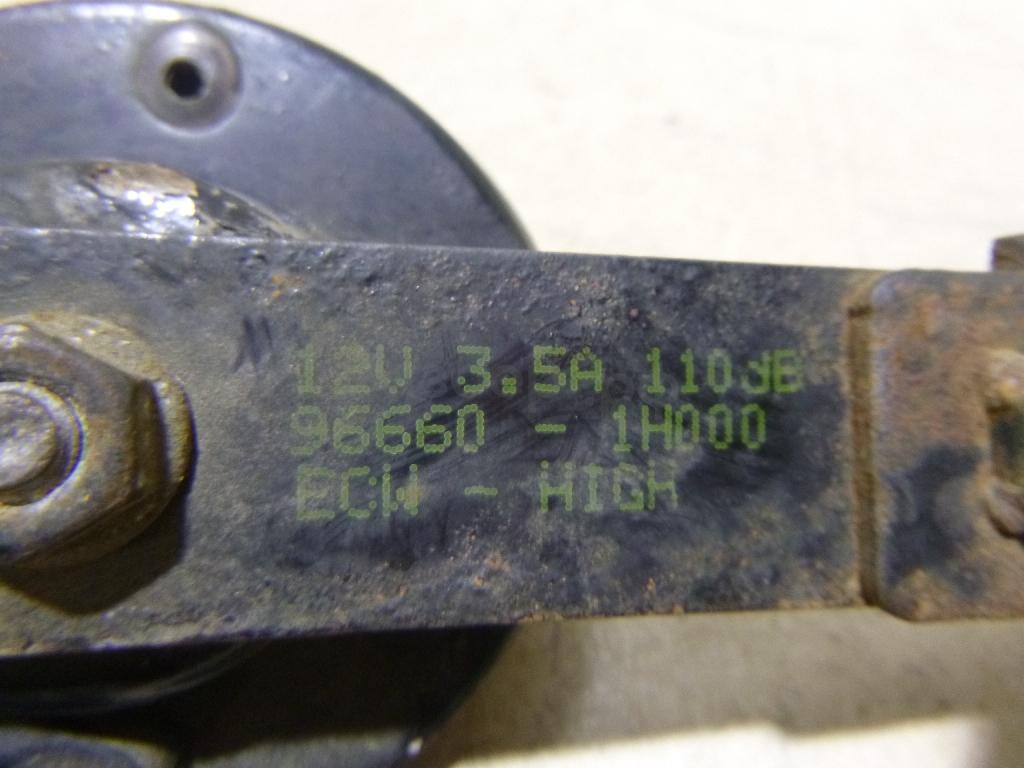 12V 3.5A 110dB
96660 - 1H000
ECW - HIGH